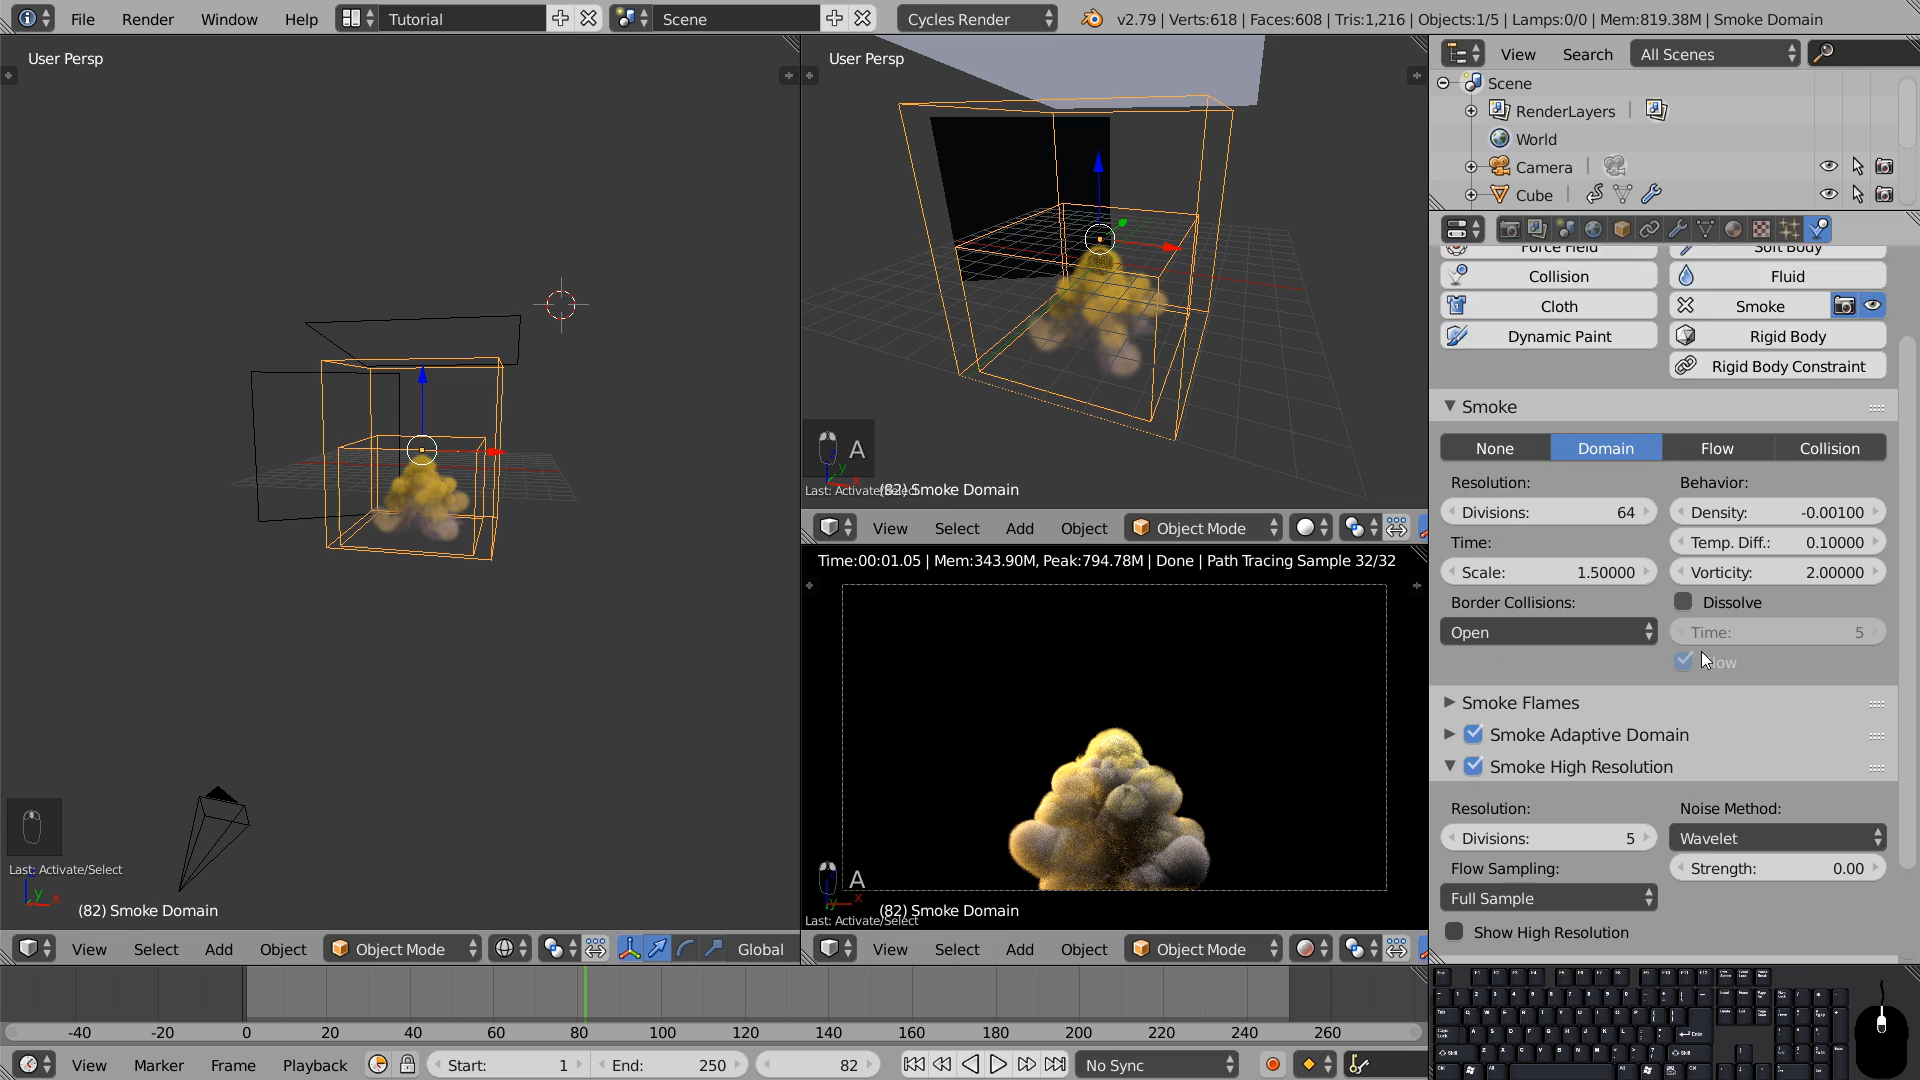 File Render Window Help Tutorial Scene Cycles Render v2.79 | Verts:618 | Faces:608 | Tris:1,216 | Objects:1/5 | Lamps:0/0 | Mem:819.38M | Smoke Domain
User Persp
Last: Activate/Select
(82) Smoke Domain
View Select Add Object Object Mode Global
User Persp
A
(82) Smoke Domain
View Select Add Object Object Mode
Time:00:01.05 | Mem:343.90M, Peak:794.78M | Done | Path Tracing Sample 32/32
A
Last: Activate/Select
(82) Smoke Domain
View Select Add Object Object Mode
View Search All Scenes
Scene
RenderLayers
World
Camera
Cube
Force Field Soft Body
Collision Fluid
Cloth Smoke
Dynamic Paint Rigid Body
Rigid Body Constraint
Smoke
None Domain Flow Collision
Resolution: Behavior:
Divisions: 64 Density: -0.00100
Time: Temp. Diff.: 0.10000
Scale: 1.50000 Vorticity: 2.00000
Border Collisions: Dissolve
Open Time: 5
Smoke Flames
Smoke Adaptive Domain
Smoke High Resolution
Resolution: Noise Method:
Divisions: 5 Wavelet
Flow Sampling: Strength: 0.00
Full Sample
Show High Resolution
-40 -20 0 20 40 60 80 100 120 140 160 180 200 220 240 260
View Marker Frame Playback Start: 1 End: 250 82 No Sync